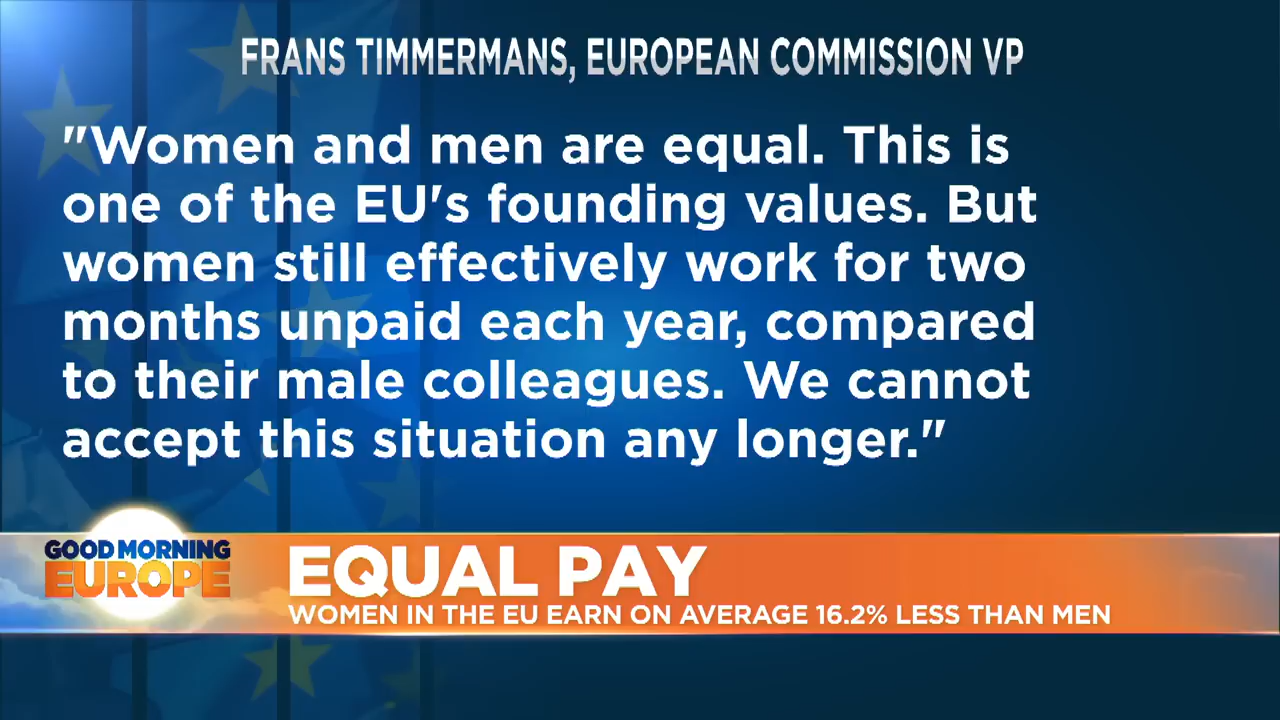 FRANS TIMMERMANS, EUROPEAN COMMISSION VP
"Women and men are equal. This is
one of the EU's founding values. But
women still effectively work for two
months unpaid each year, compared
to their male colleagues. We cannot
accept this situation any longer."
GOOD MORNING
EUROPE
EQUAL PAY
WOMEN IN THE EU EARN ON AVERAGE 16.2% LESS THAN MEN